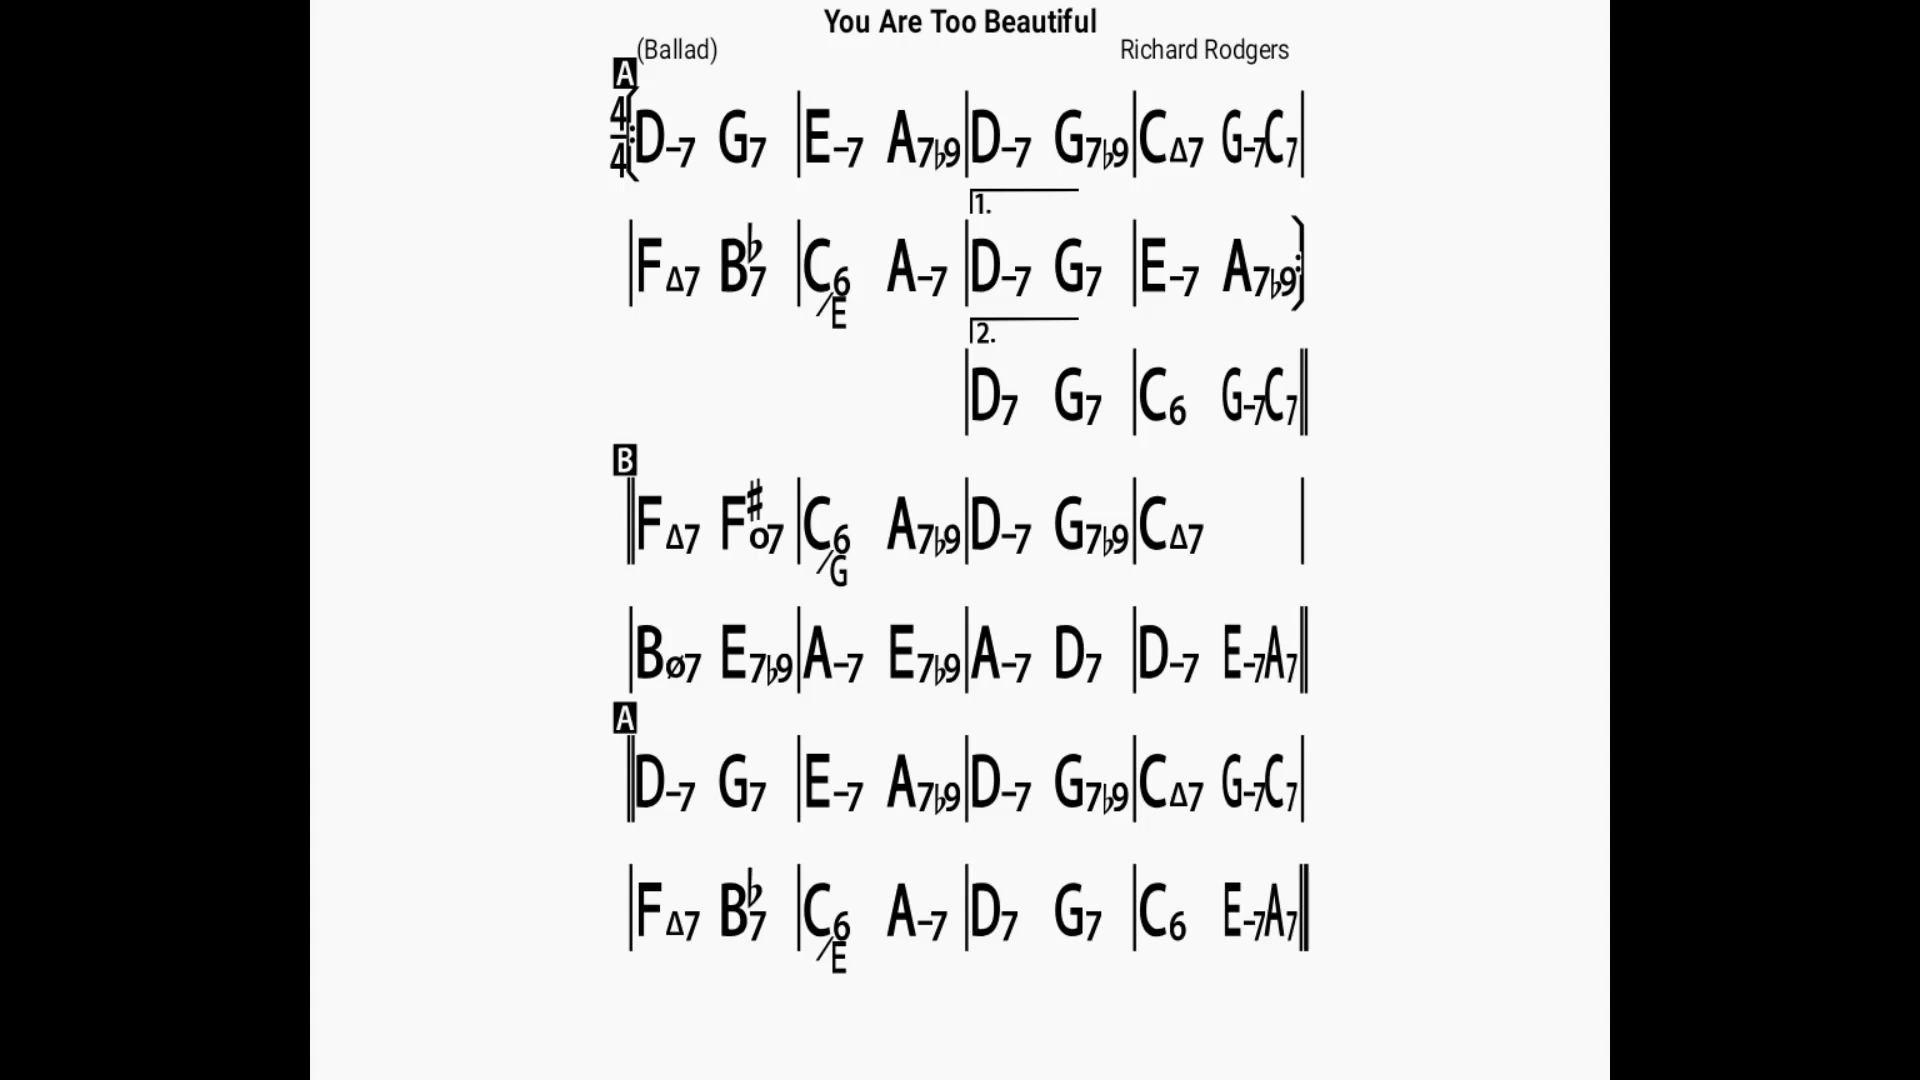 You Are Too Beautiful
(Ballad) Richard Rodgers
A
4/4 D–7 G7 | E–7 A7♭9 | D–7 G7♭9 | CΔ7 G–7 C7 |
1.
| FΔ7 B♭7 | C6/E A–7 | D–7 G7 | E–7 A7♭9
2.
| D7 G7 | C6 G–7 C7
B
FΔ7 F♯o7 | C6/G A7♭9 | D–7 G7♭9 | CΔ7 |
| Bø7 E7♭9 | A–7 E7♭9 | A–7 D7 | D–7 E–7 A7
A
D–7 G7 | E–7 A7♭9 | D–7 G7♭9 | CΔ7 G–7 C7 |
| FΔ7 B♭7 | C6/E A–7 | D7 G7 | C6 E–7 A7